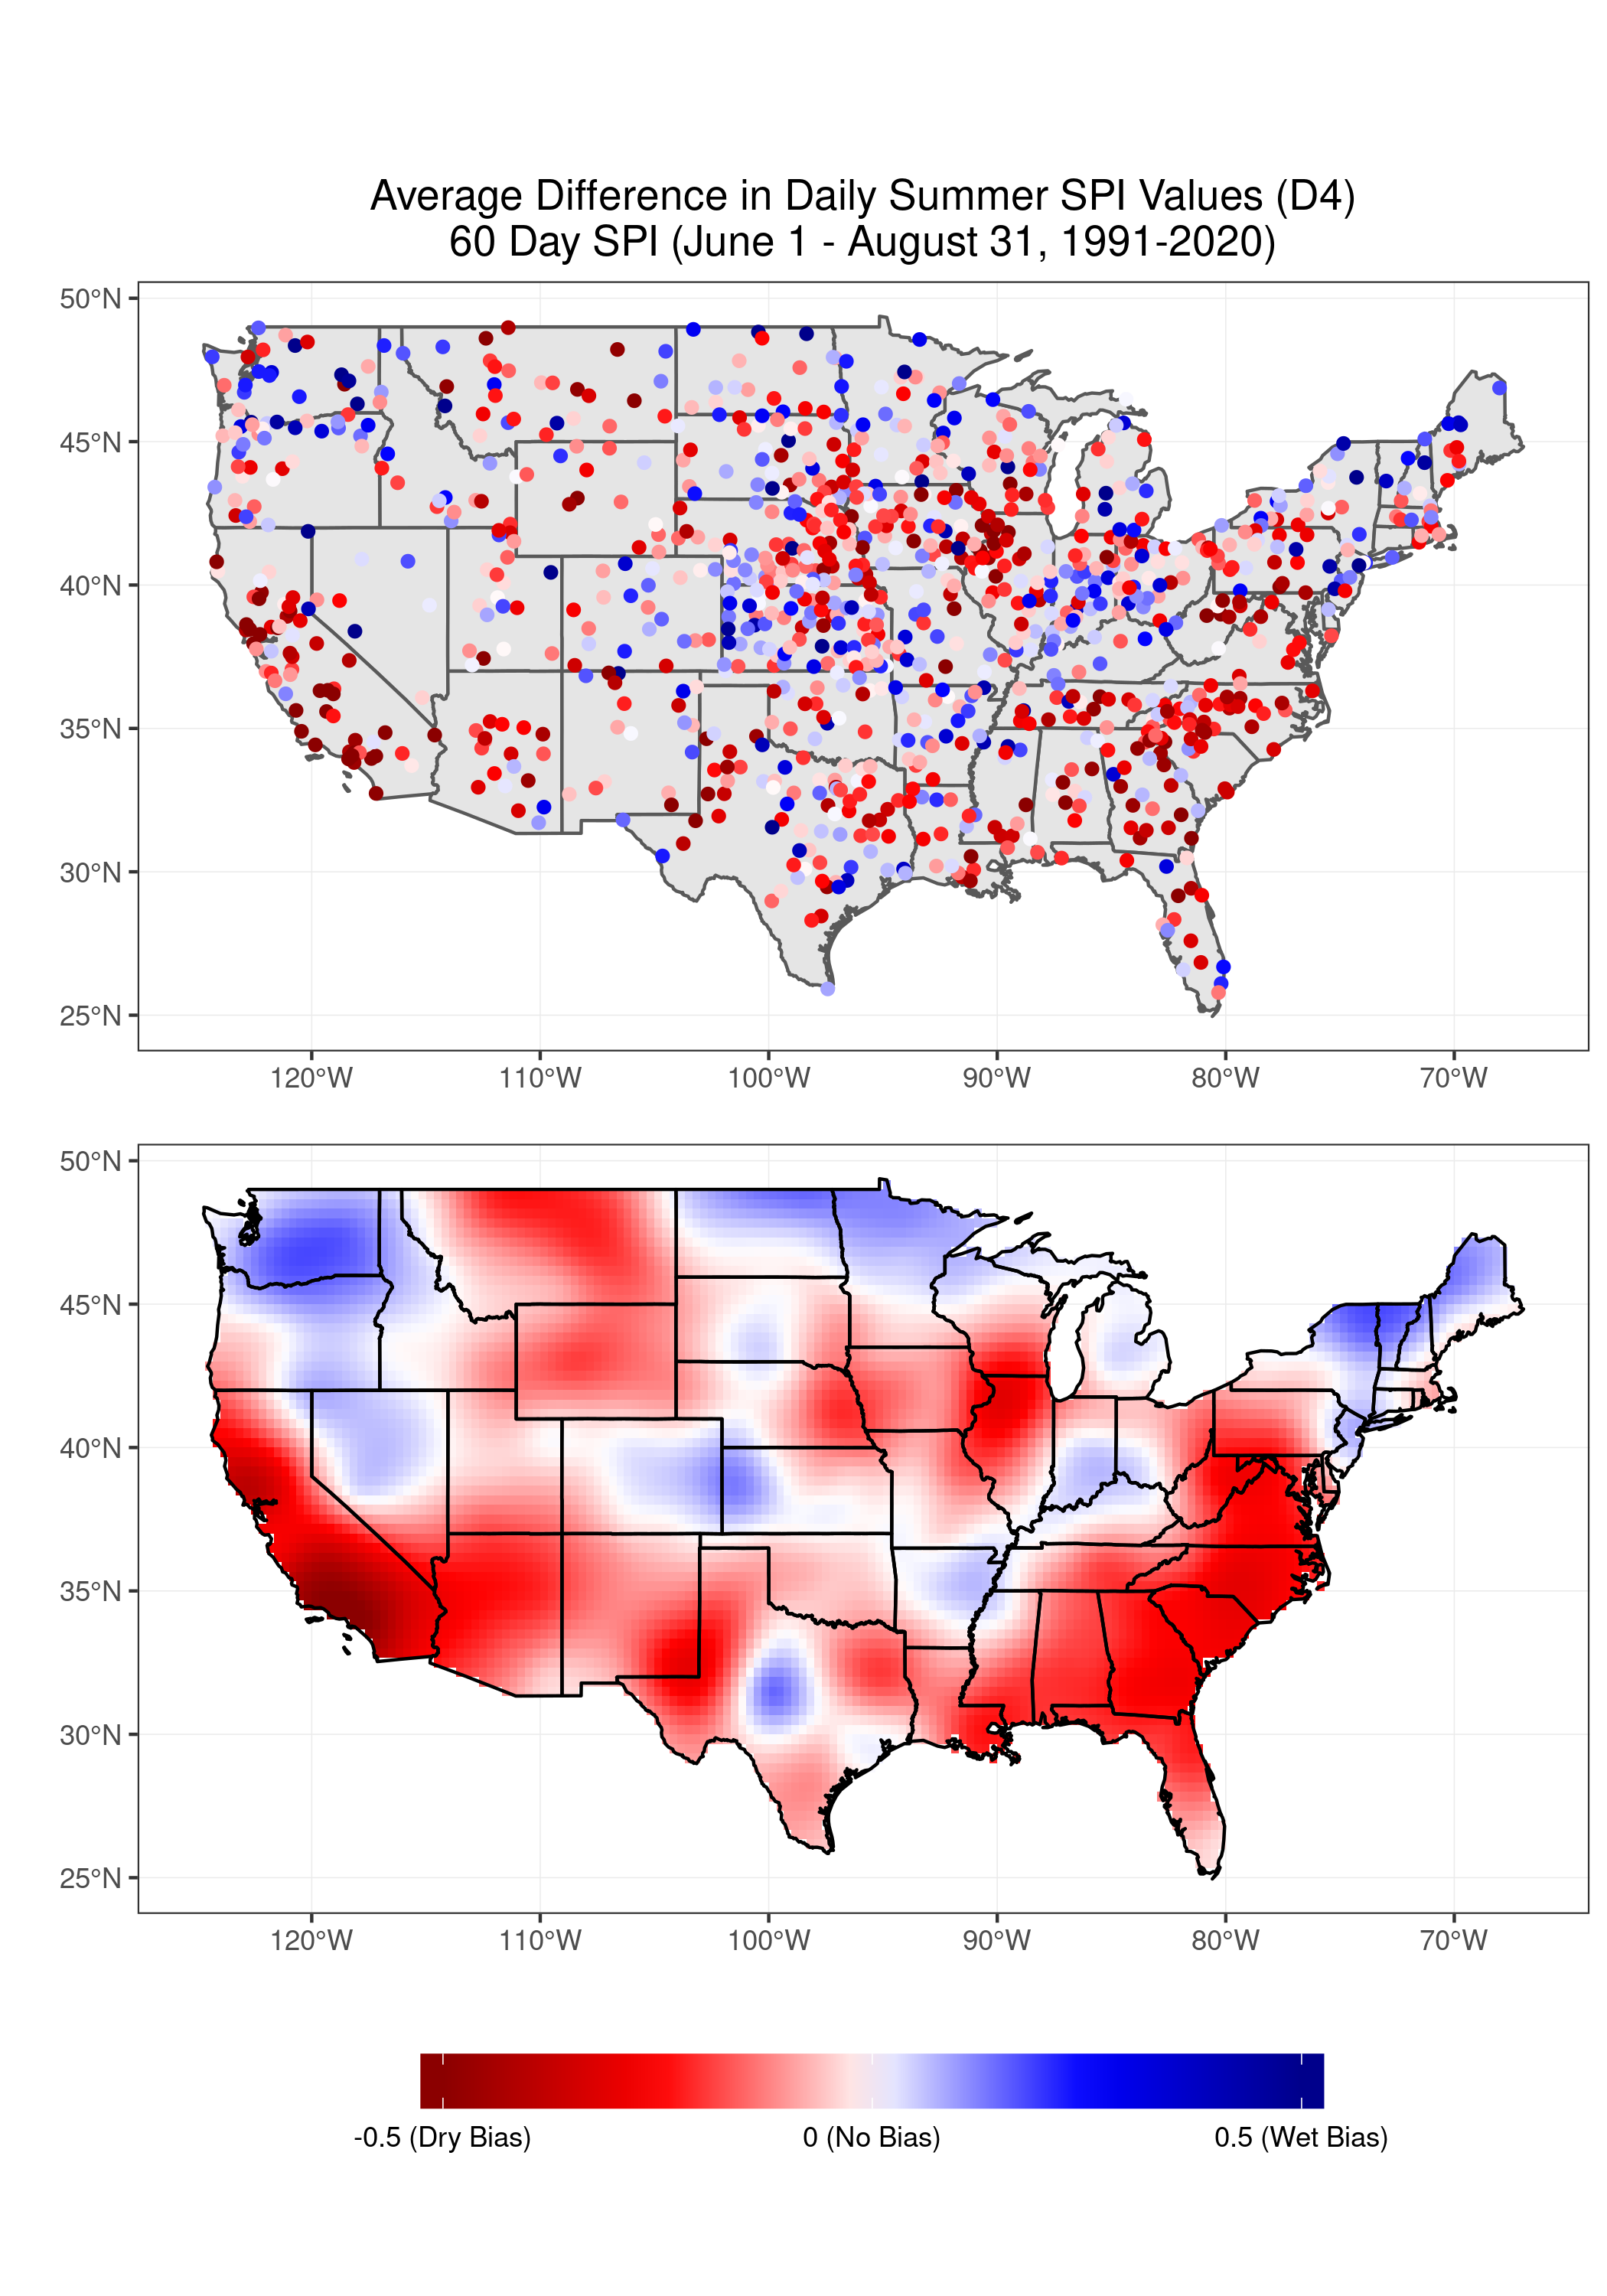 Average Difference in Daily Summer SPI Values (D4)
60 Day SPI (June 1 - August 31, 1991-2020)
50°N
45°N
40°N
35°N
30°N
25°N
120°W 110°W 100°W 90°W 80°W 70°W
50°N
45°N
40°N
35°N
30°N
25°N
120°W 110°W 100°W 90°W 80°W 70°W
-0.5 (Dry Bias) 0 (No Bias) 0.5 (Wet Bias)